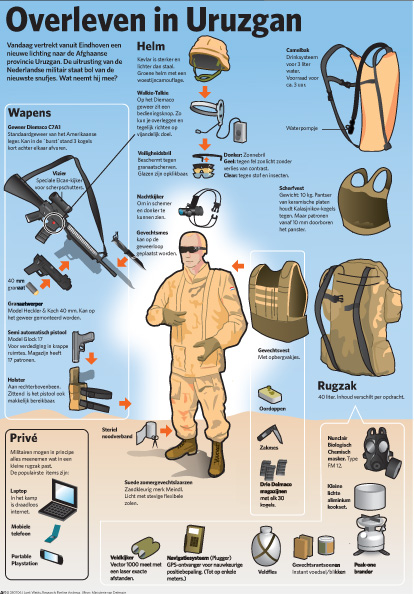 Overleven in Uruzgan
Vandaag vertrekt vanuit Eindhoven een
nieuwe lichting naar de Afghaanse
provincie Uruzgan. De uitrusting van de
Nederlandse militair staat bol van de
nieuwste snufjes. Wat neemt hij mee?
Helm
Kevlar is sterker en
lichter dan staal.
Groene helm met een
woestijncamouflage.
Walkie-Talkie
Op het Diemaco
geweer zit een
bedieningsknop. Zo
kun je overleggen en
tegelijk richten op
vrijanden doel.
Veiligheidsbril
Beschermt tegen
granaatscherven.
Glazen zijn opklikbaar.
Donker: Zonnebril
Geel: tegen fel zonlicht zonder
verlies van contrast.
Clear: tegen stof en insecten.
Nachtkijker
Om in schemer
en donker te
kunnen zien.
Gevechtsmes
kan op de
geweerloop
geplaatst worden.
Camelbak
Drinksysteem
voor 3 liter
water.
Voorraad voor
ca. 3 uur.
Waterpompje
Scherfvest
Gewicht: 10 kg. Pantser
van keramische platen
houdt Kalasjnikov-kogels
tegen. Maar patronen
vanaf 10 mm doorboren
het pantser.
Wapens
Geweer Diemaco C7A1
Standaardgeweer van het Amerikaanse
leger. Kan in de 'burst' stand 3 kogels
kort achter elkaar afvuren.
Vizier
Speciale Elcan-kijker
voor scherpschutters.
40 mm
granaat
Granaatwerper
Model Heckler & Koch 40 mm. Kan op
het geweer gemonteerd worden.
Semi automatisch pistool
Model Glock 17
Voor verdediging in krappe
ruimtes. Magazijn heeft
17 patronen.
Holster
Aan rechterbovenbeen.
Zittend is het pistool ook
makkelijk bereikbaar.
Gevechtsvest
Met opbergvakjes.
Rugzak
40 liter. Inhoud verschilt per opdracht.
Privé
Militairen mogen in principe
alles meenemen wat in een
kleine rugzak past.
De populairste items zijn:
Laptop
In het kamp
is draadloos
internet.
Mobiele
telefoon
Portable
Playstation
Steriel
noodverband
Suède zomergevechtslaarzen
Zandkleurig merk Meindl.
Licht met stevige flexibele
zolen.
Oordoppen
Zakmes
Drie Diemaco
magazijnen
met elk 30
kogels.
Nucleair
Biologisch
Chemisch
masker. Type
FM 12.
Kleine
lichte
aluminium
kookset.
Veldkijker
Vector 1000 meet met
een laser exacte
afstanden.
Navigatiesysteem (Plugger)
GPS-ontvanger voor nauwkeurige
positiebepaling. (Tot op enkele
meters.)
Veldfles
Gevechtsrantsoenen
Instant voedsel/blikken
Peak-one
brander